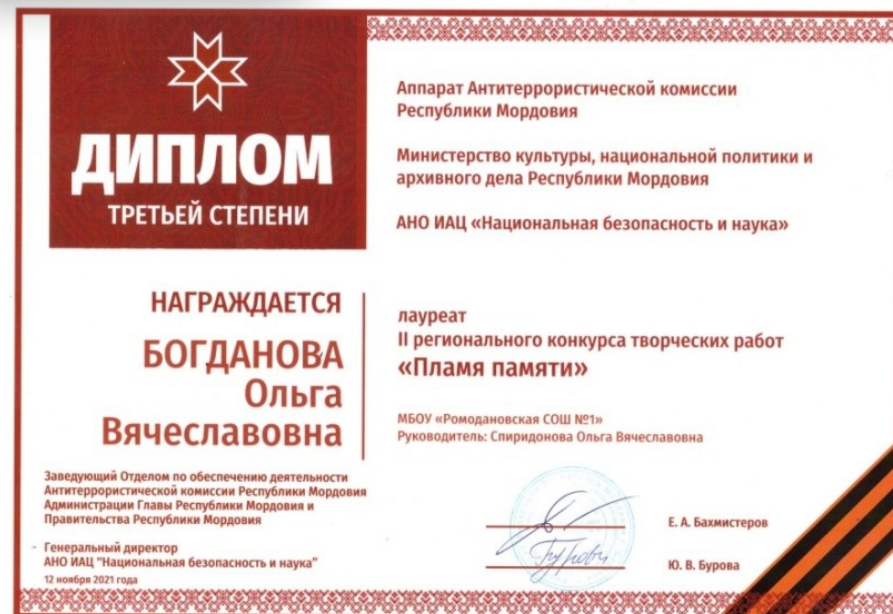 ДИПЛОМ
ТРЕТЬЕЙ СТЕПЕНИ
Аппарат Антитеррористической комиссии
Республики Мордовия
Министерство культуры, национальной политики и
архивного дела Республики Мордовия
АНО ИАЦ «Национальная безопасность и наука»
НАГРАЖДАЕТСЯ
БОГДАНОВА
Ольга
Вячеславовна
лауреат
II регионального конкурса творческих работ
«Пламя памяти»
МБОУ «Ромодановская СОШ №1»
Руководитель: Спиридонова Ольга Вячеславовна
Заведующий Отделом по обеспечению деятельности
Антитеррористической комиссии Республики Мордовия
Администрации Главы Республики Мордовия и
Правительства Республики Мордовия
Е. А. Бахмистеров
Генеральный директор
АНО ИАЦ "Национальная безопасность и наука"
Ю. В. Бурова
12 ноября 2021 года